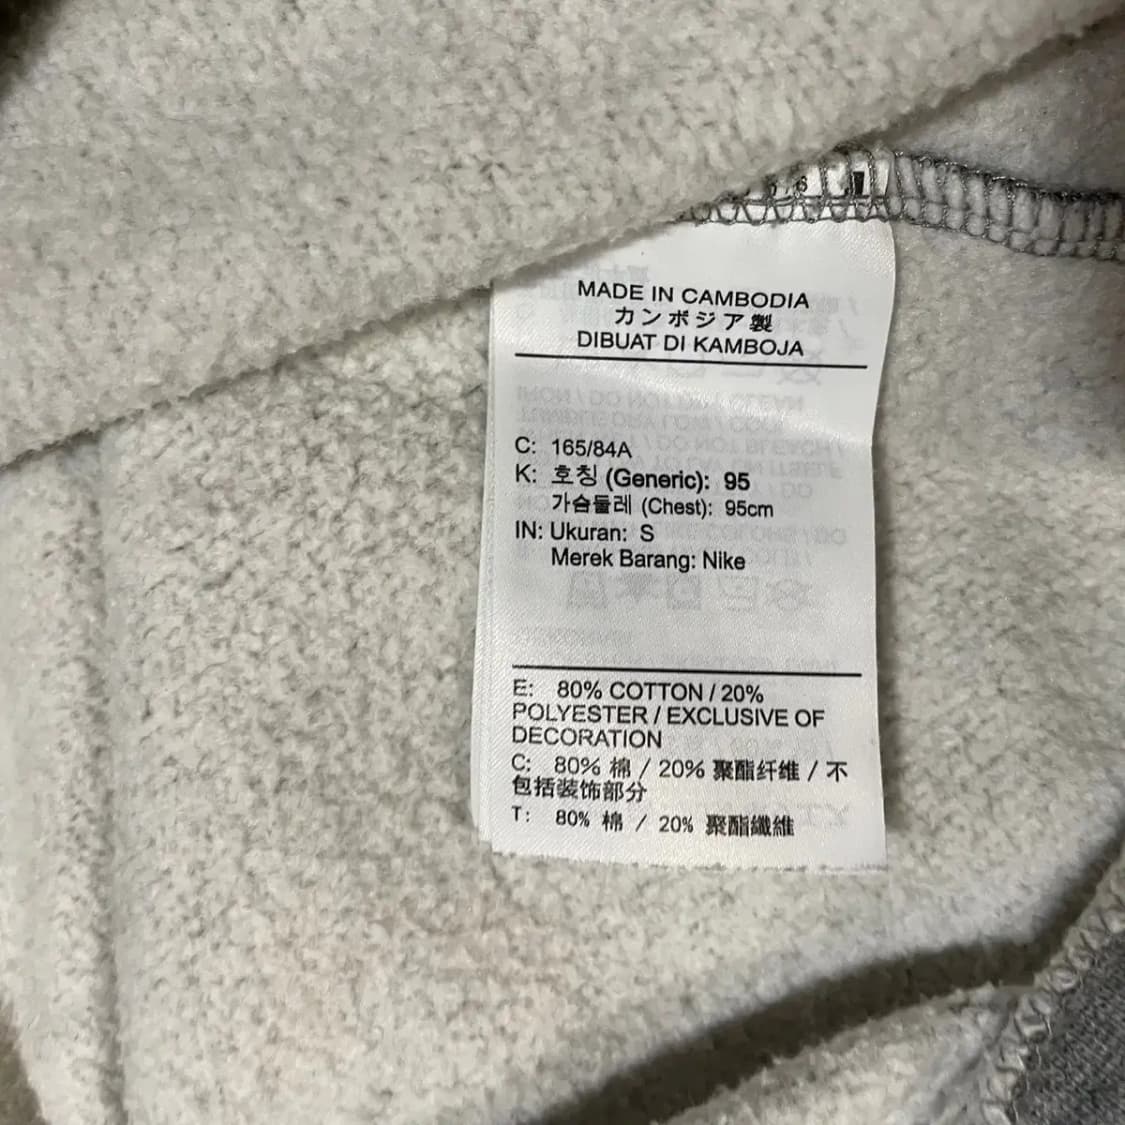 MADE IN CAMBODIA
カンボジア製
DIBUAT DI KAMBOJA
C: 165/84A
K: 호칭 (Generic): 95
가슴둘레 (Chest): 95cm
IN: Ukuran: S
Merek Barang: Nike
E: 80% COTTON / 20%
POLYESTER / EXCLUSIVE OF
DECORATION
C: 80% 棉 / 20% 聚酯纤维 / 不
包括装饰部分
T: 80% 棉 / 20% 聚酯纖維